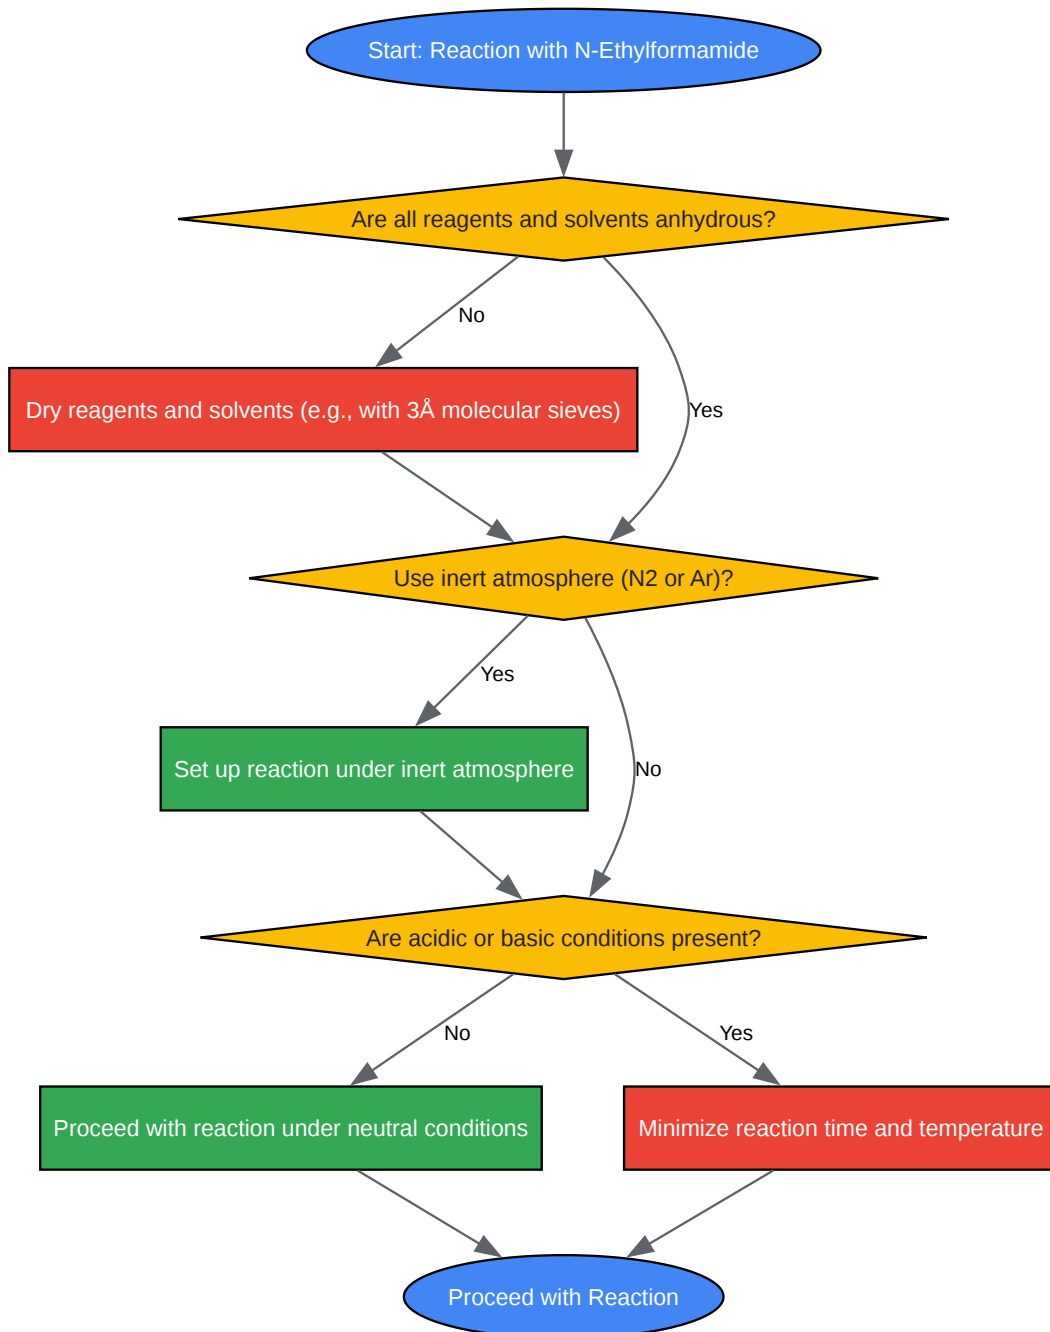 Start: Reaction with N-Ethylformamide
Are all reagents and solvents anhydrous?
No
Dry reagents and solvents (e.g., with 3Å molecular sieves)
Yes
Use inert atmosphere (N2 or Ar)?
Yes
Set up reaction under inert atmosphere
No
Are acidic or basic conditions present?
No
Yes
Proceed with reaction under neutral conditions
Minimize reaction time and temperature
Proceed with Reaction